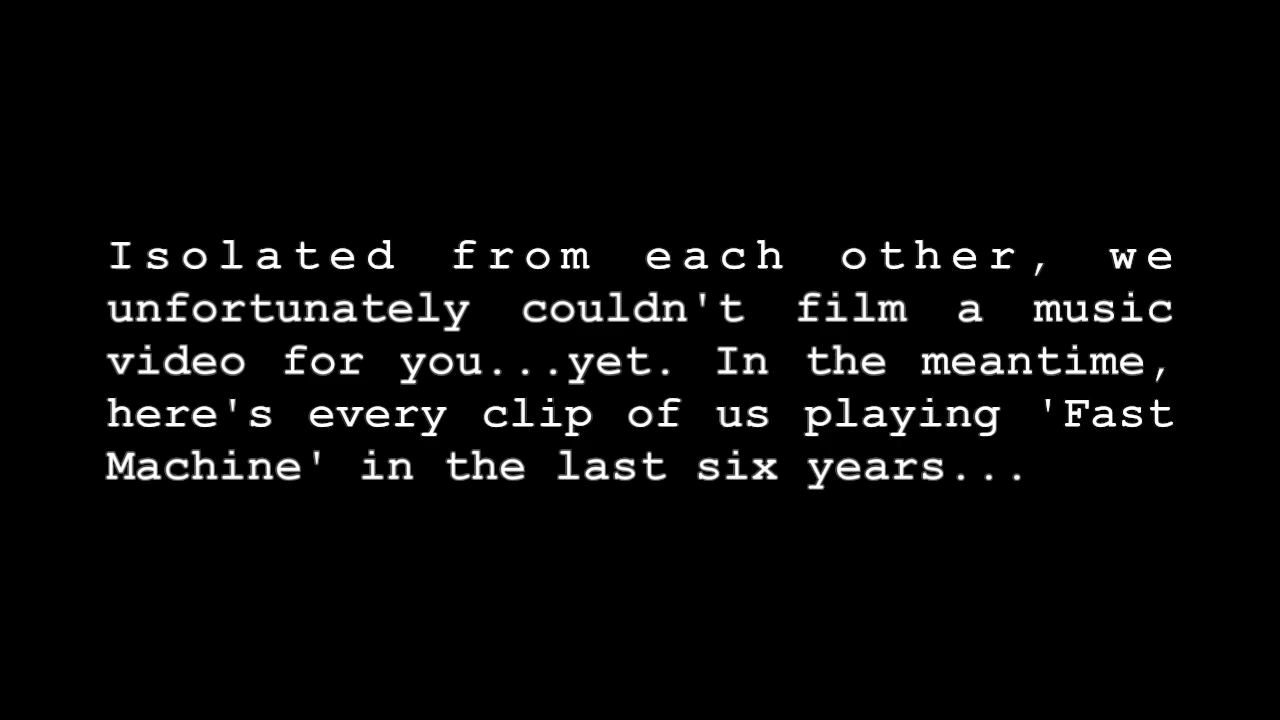 Isolated from each other, we
unfortunately couldn't film a music
video for you...yet. In the meantime,
here's every clip of us playing 'Fast
Machine' in the last six years...